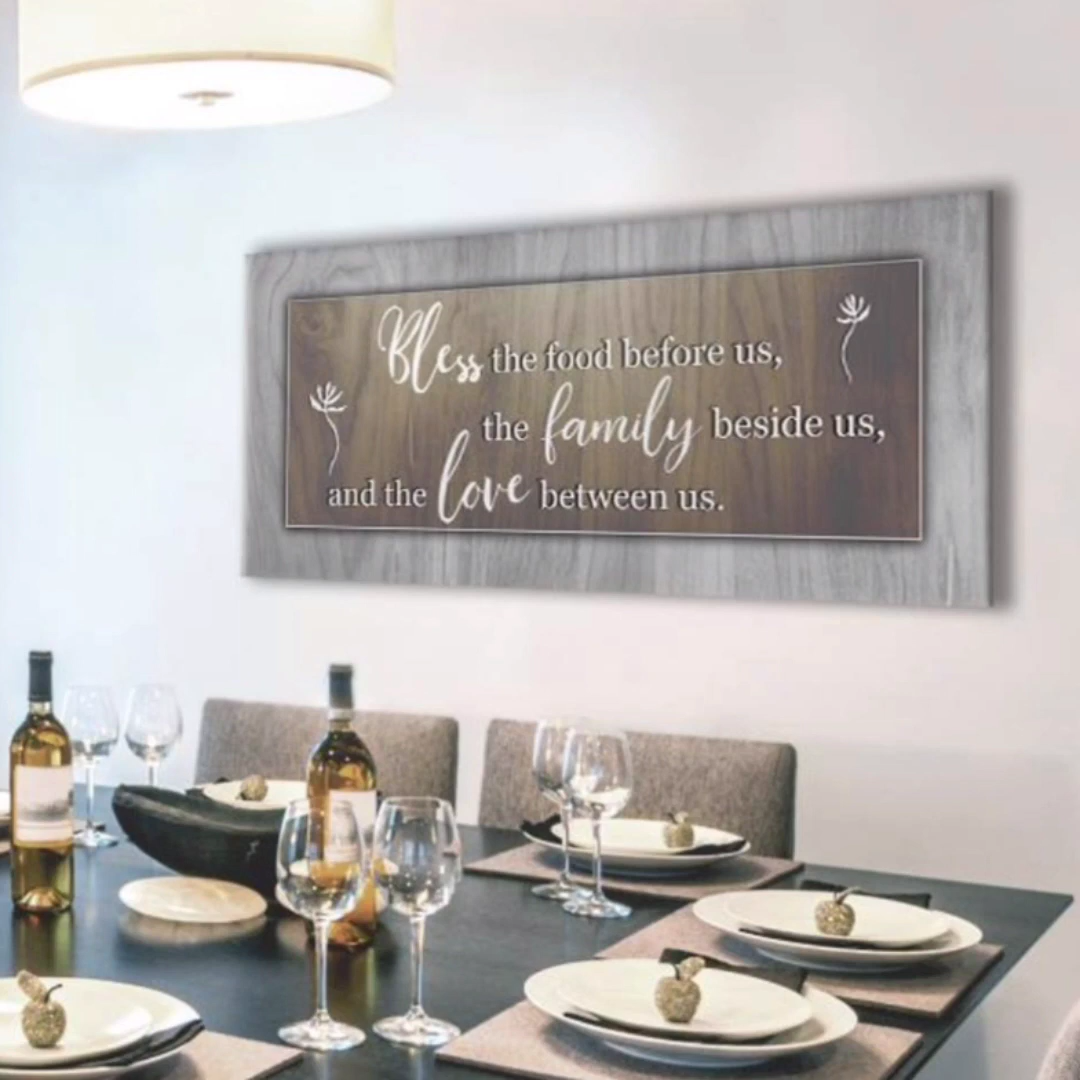 Bless the food before us,
the family beside us,
and the love between us.